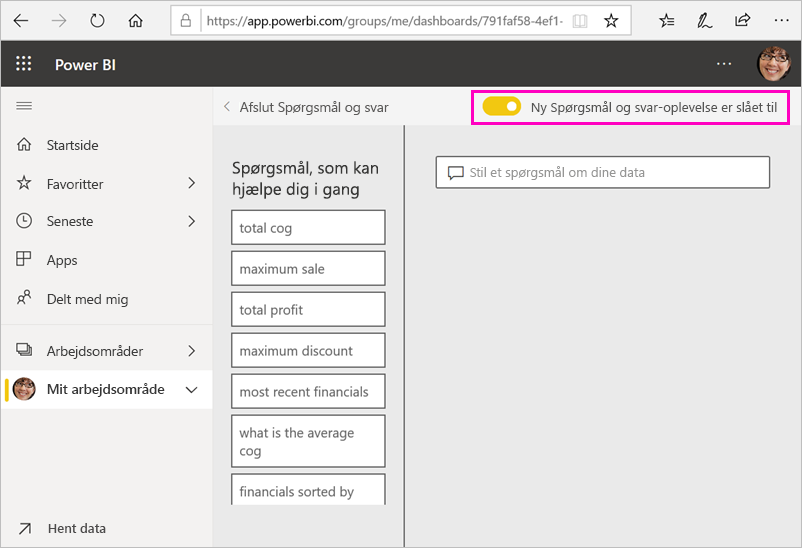 https://app.powerbi.com/groups/me/dashboards/791faf58-4ef1-
Power BI
Afslut Spørgsmål og svar
Ny Spørgsmål og svar-oplevelse er slået til
Startside
Favoritter
Seneste
Apps
Delt med mig
Arbejdsområder
Mit arbejdsområde
Hent data
Spørgsmål, som kan
hjælpe dig i gang
total cog
maximum sale
total profit
maximum discount
most recent financials
what is the average
cog
financials sorted by
Stil et spørgsmål om dine data